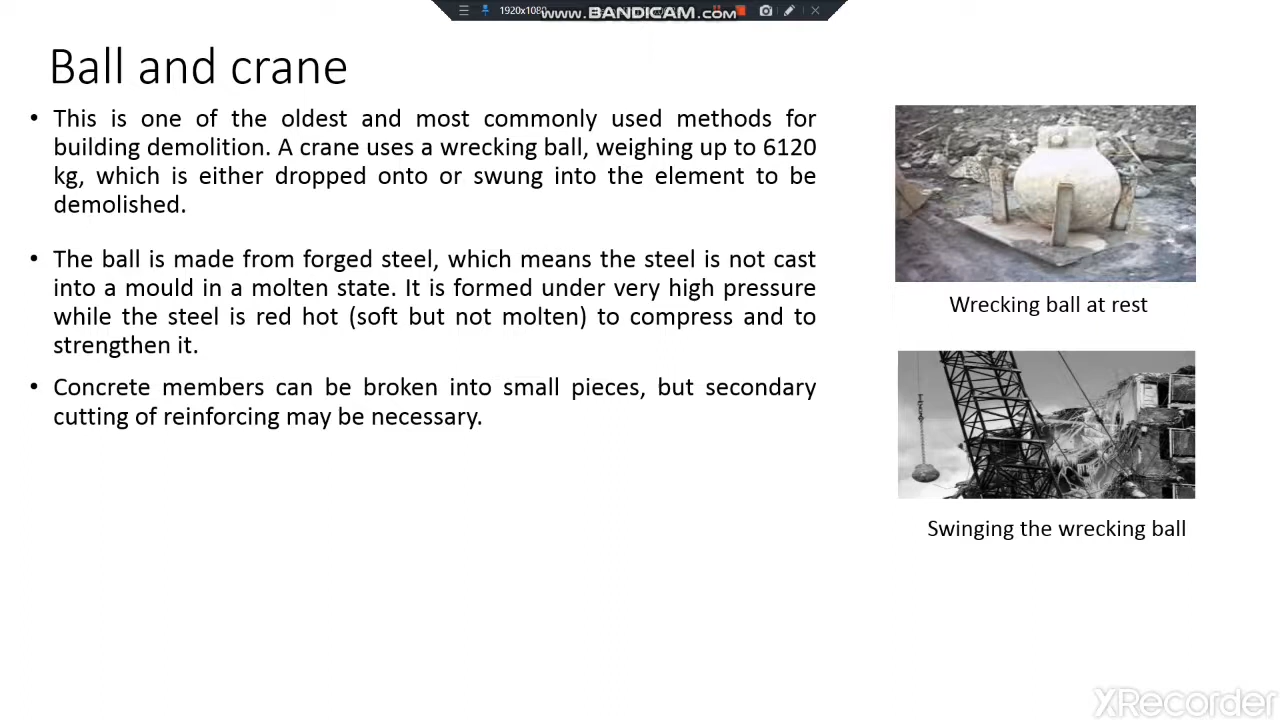 1920x1080
www.BANDICAM.com
Ball and crane
• This is one of the oldest and most commonly used methods for
building demolition. A crane uses a wrecking ball, weighing up to 6120
kg, which is either dropped onto or swung into the element to be
demolished.
• The ball is made from forged steel, which means the steel is not cast
into a mould in a molten state. It is formed under very high pressure
while the steel is red hot (soft but not molten) to compress and to
strengthen it.
• Concrete members can be broken into small pieces, but secondary
cutting of reinforcing may be necessary.
Wrecking ball at rest
Swinging the wrecking ball
XRecorder